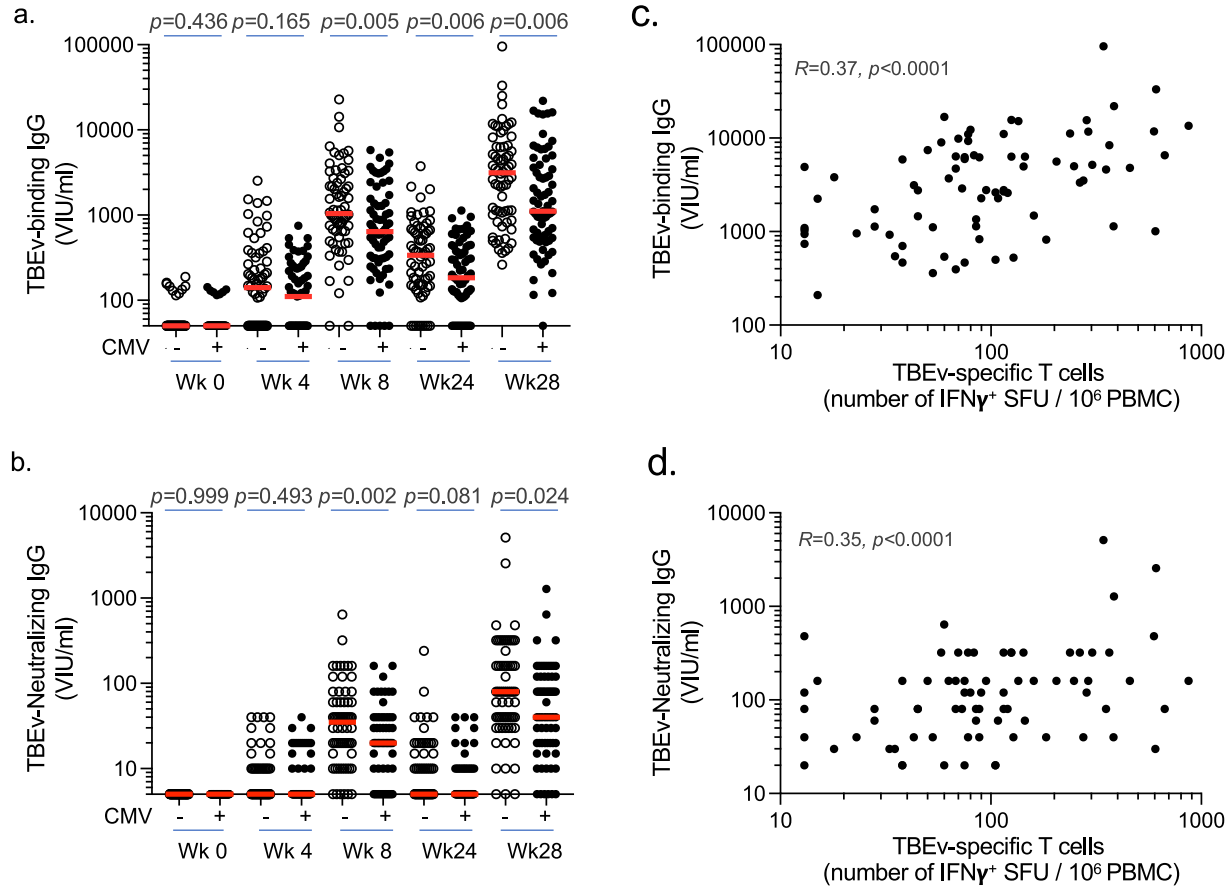 a.
p=0.436 p=0.165 p=0.005 p=0.006 p=0.006
TBEv-binding IgG
(VIU/ml)
100000
10000
1000
100
CMV - + - + - + - + - +
Wk 0 Wk 4 Wk 8 Wk24 Wk28
b.
p=0.999 p=0.493 p=0.002 p=0.081 p=0.024
TBEv-Neutralizing IgG
(VIU/ml)
10000
1000
100
10
CMV - + - + - + - + - +
Wk 0 Wk 4 Wk 8 Wk24 Wk28
c.
R=0.37, p<0.0001
TBEv-binding IgG
(VIU/ml)
100000
10000
1000
100
10 100 1000
TBEv-specific T cells
(number of IFNγ⁺ SFU / 10⁶ PBMC)
d.
R=0.35, p<0.0001
TBEv-Neutralizing IgG
(VIU/ml)
10000
1000
100
10
10 100 1000
TBEv-specific T cells
(number of IFNγ⁺ SFU / 10⁶ PBMC)